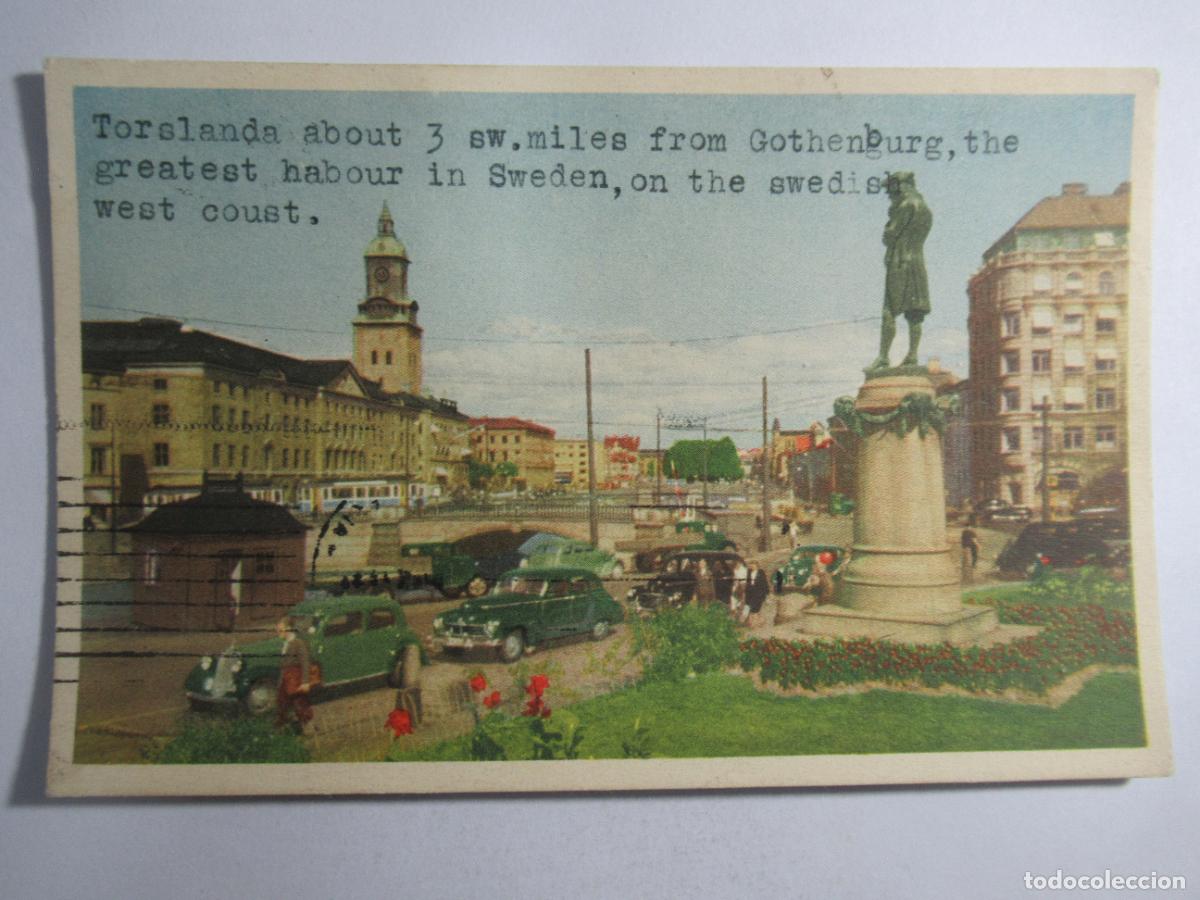 Torslanda about 3 sw.miles from Gothenburg,the
greatest habour in Sweden,on the swedish
west coust.
todocoleccion